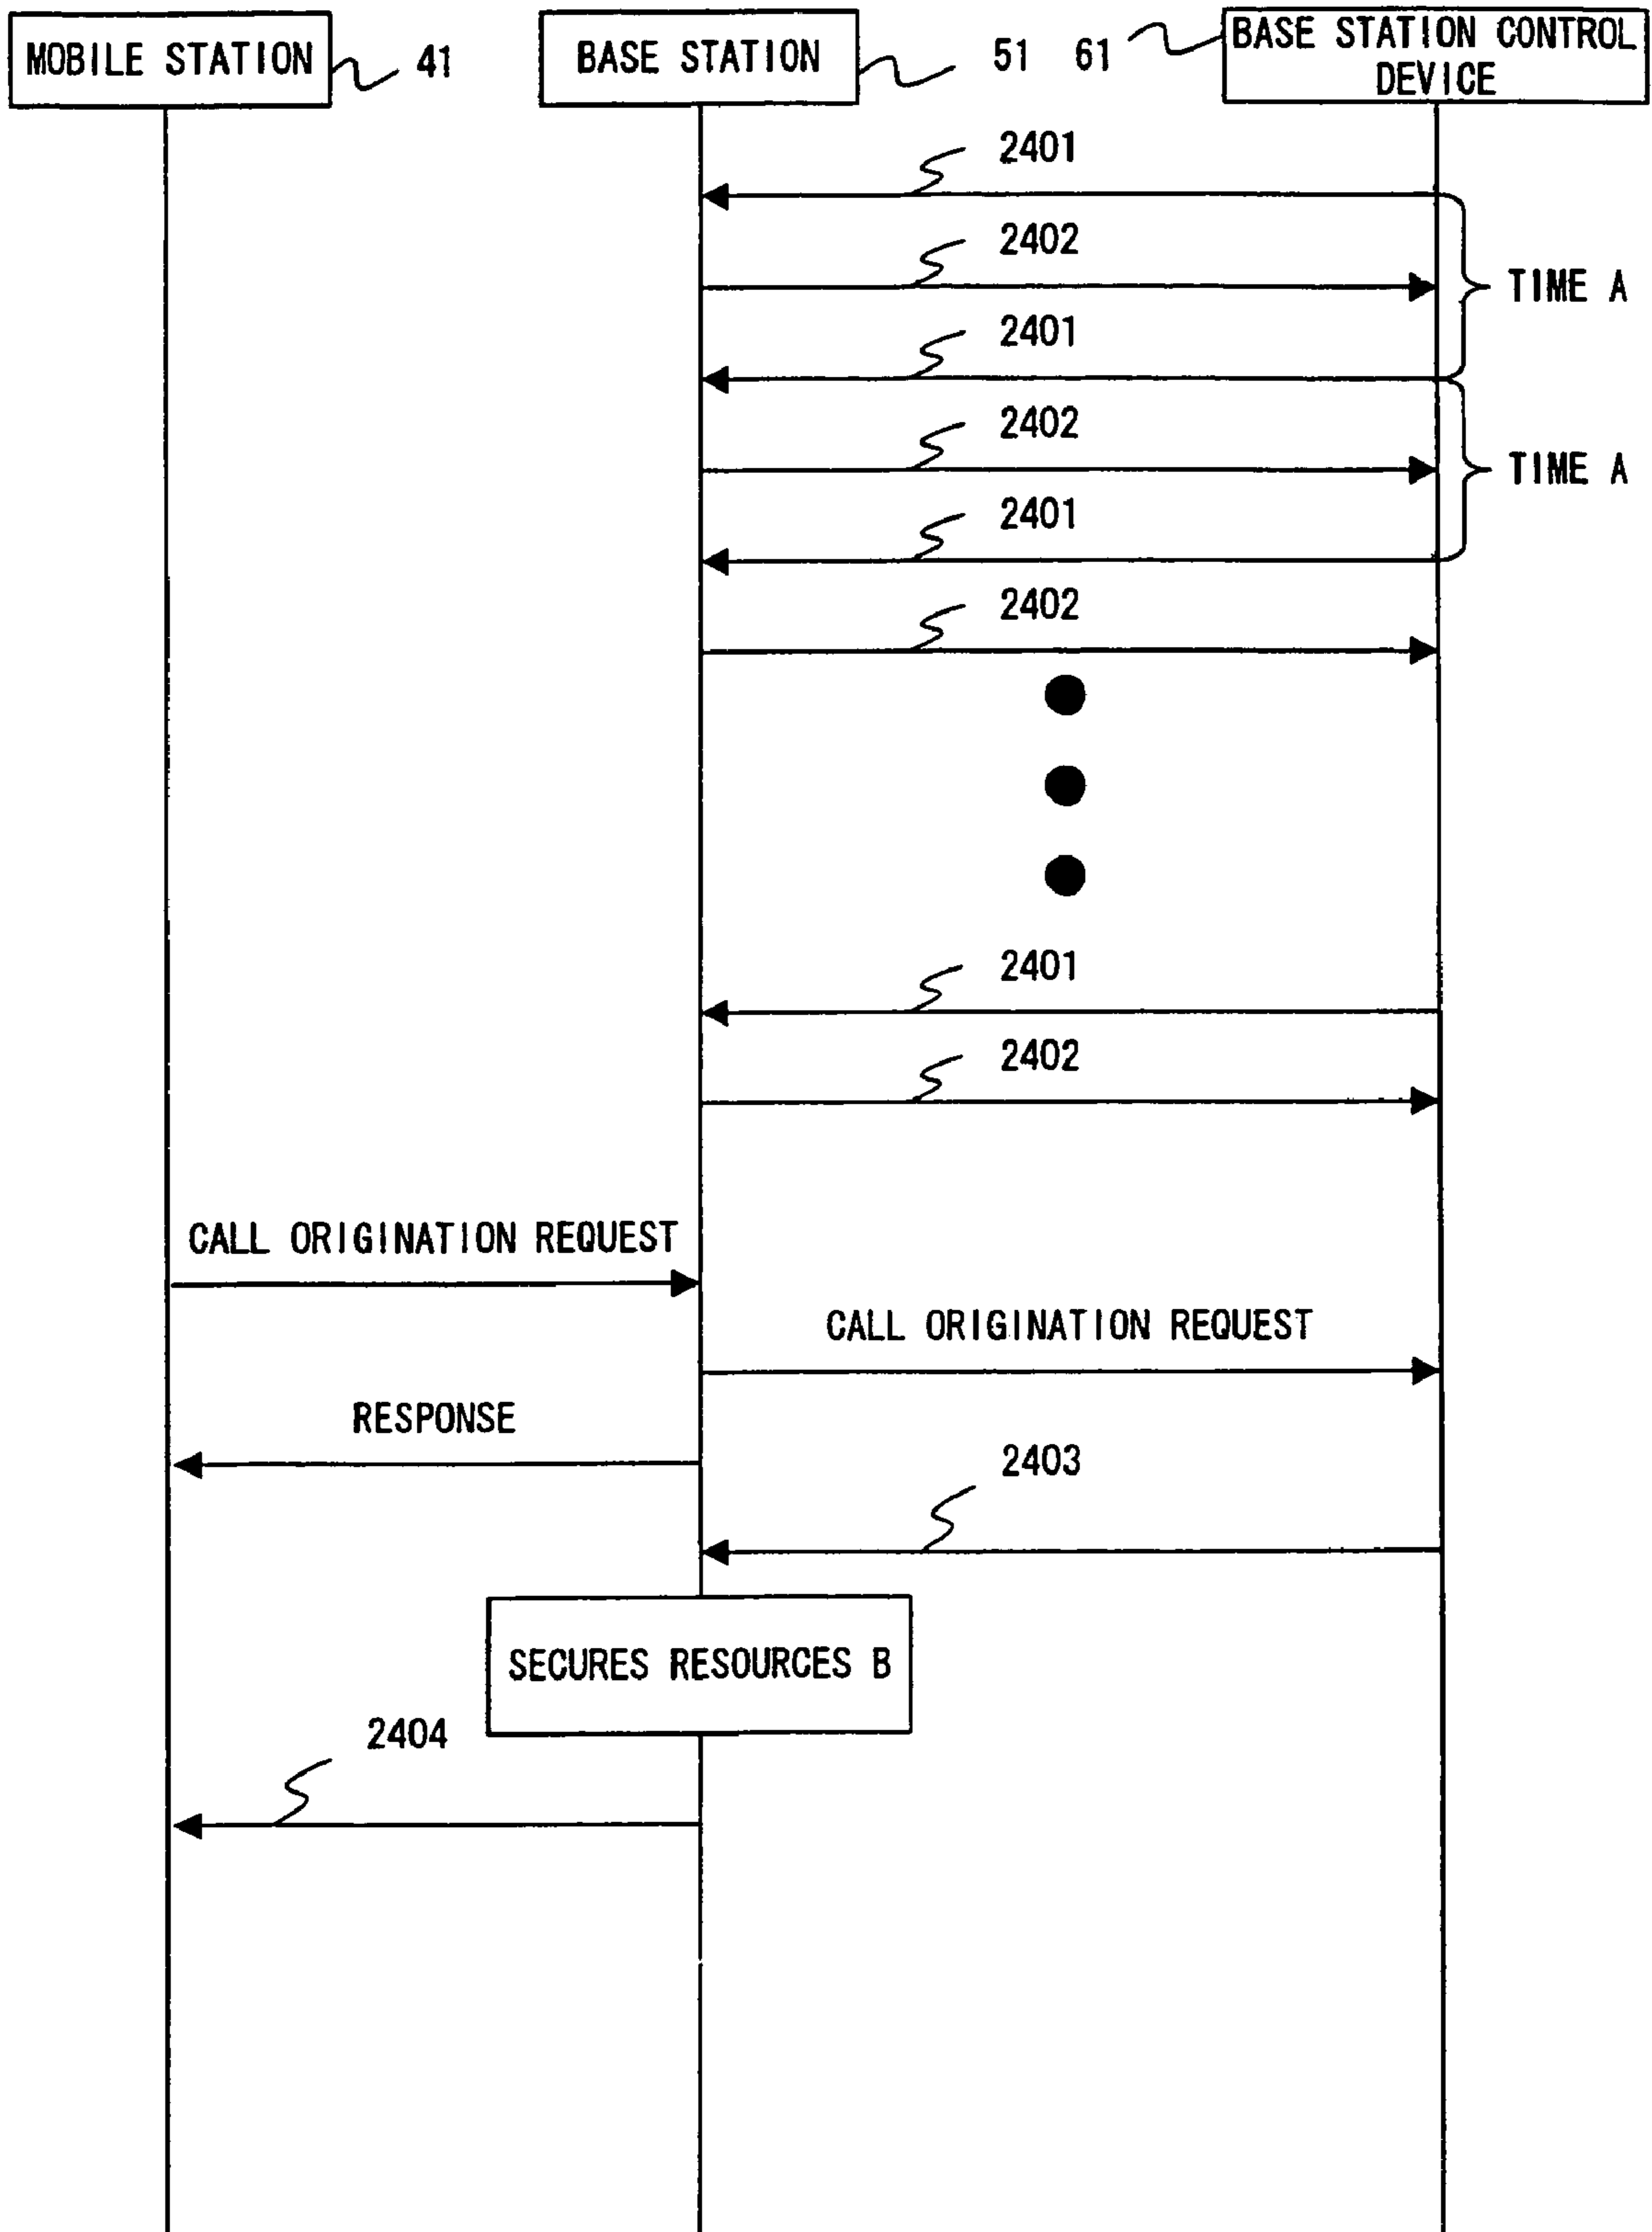 MOBILE STATION
41
BASE STATION
51
61
BASE STATION CONTROL
DEVICE
2401
2402
TIME A
2401
2402
TIME A
2401
2402
2401
2402
CALL ORIGINATION REQUEST
CALL ORIGINATION REQUEST
RESPONSE
2403
SECURES RESOURCES B
2404